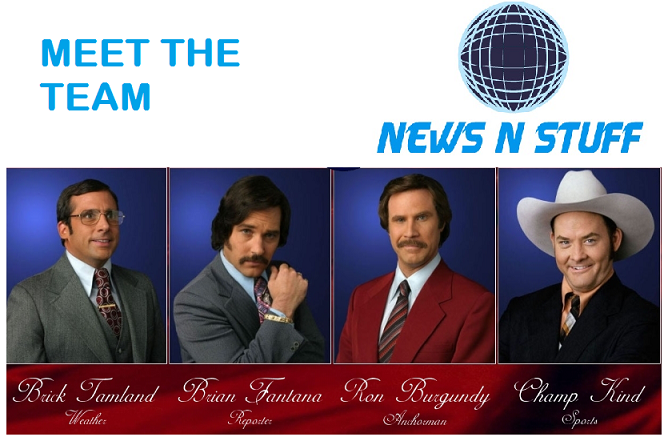 MEET THE
TEAM
NEWS N STUFF
Brick Tamland
Weather
Brian Fantana
Reporter
Ron Burgundy
Anchorman
Champ Kind
Sports